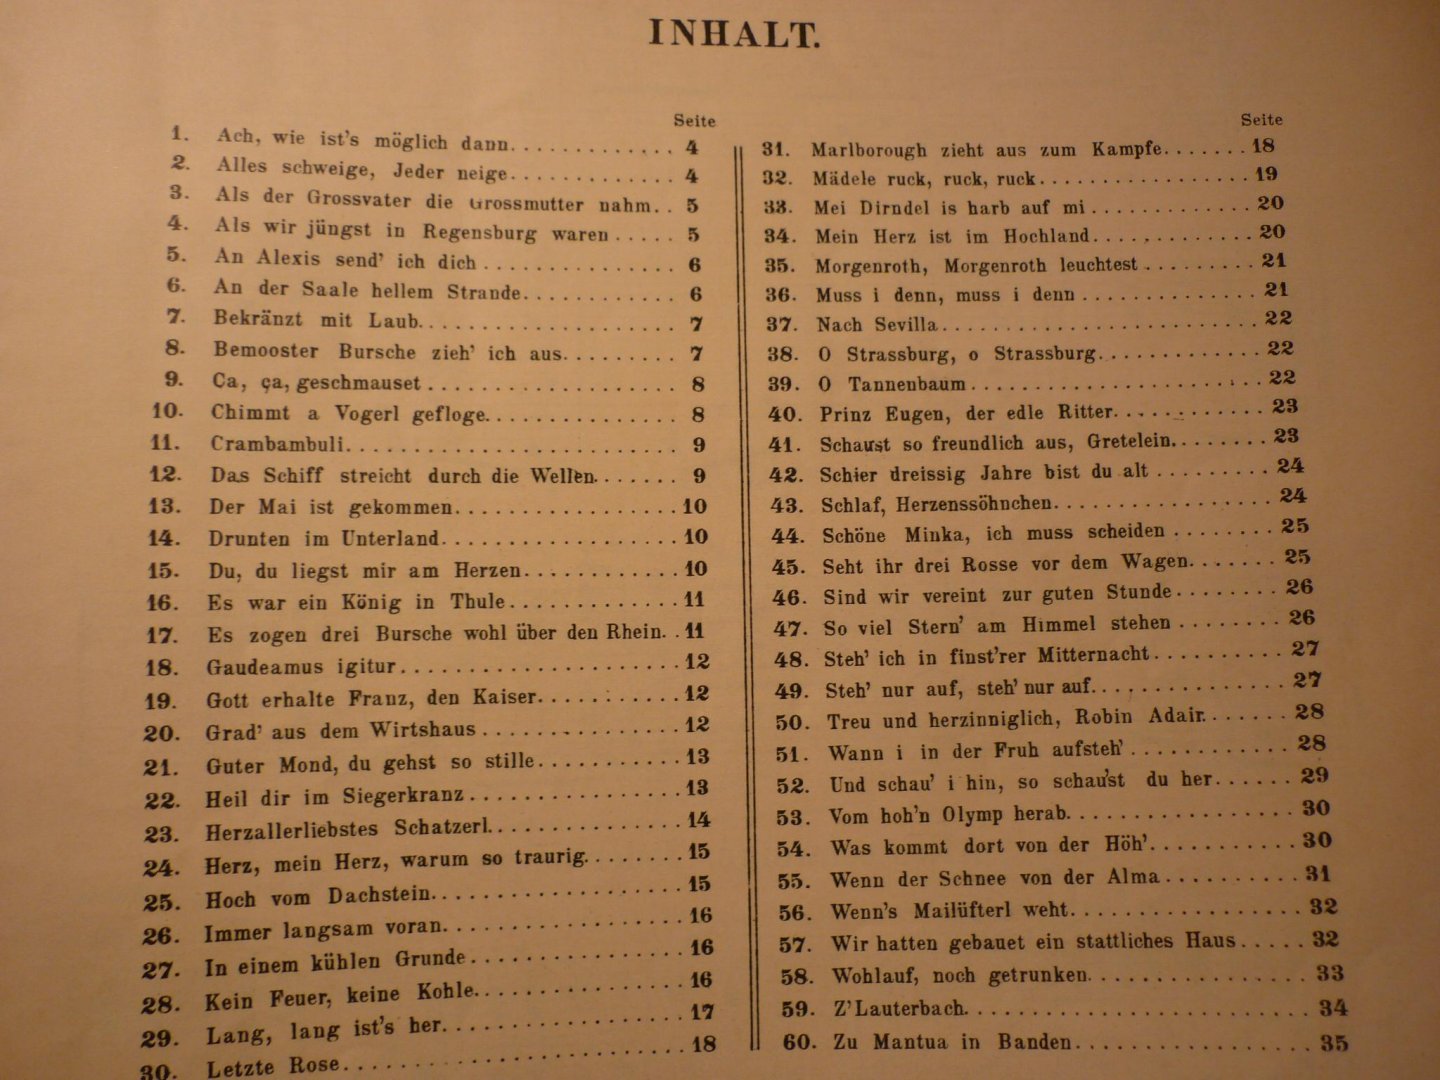 INHALT.
Seite
1. Ach, wie ist's möglich dann. . . . . . . . . . . . . 4
2. Alles schweige, Jeder neige. . . . . . . . . . . . . 4
3. Als der Grossvater die Grossmutter nahm. . 5
4. Als wir jüngst in Regensburg waren . . . . . 5
5. An Alexis send' ich dich . . . . . . . . . . . . . . . 6
6. An der Saale hellem Strande. . . . . . . . . . . . 6
7. Bekränzt mit Laub. . . . . . . . . . . . . . . . . . . . 7
8. Bemooster Bursche zieh' ich aus. . . . . . . . . 7
9. Ca, ça, geschmauset . . . . . . . . . . . . . . . . . . . 8
10. Chimmt a Vogerl gefloge. . . . . . . . . . . . . . . 8
11. Crambambuli. . . . . . . . . . . . . . . . . . . . . . . . 9
12. Das Schiff streicht durch die Wellen. . . . . . . 9
13. Der Mai ist gekommen. . . . . . . . . . . . . . . . . 10
14. Drunten im Unterland. . . . . . . . . . . . . . . . . . 10
15. Du, du liegst mir am Herzen. . . . . . . . . . . . 10
16. Es war ein König in Thule. . . . . . . . . . . . . 11
17. Es zogen drei Bursche wohl über den Rhein. . 11
18. Gaudeamus igitur. . . . . . . . . . . . . . . . . . . . . 12
19. Gott erhalte Franz, den Kaiser. . . . . . . . . . . 12
20. Grad' aus dem Wirtshaus . . . . . . . . . . . . . . . 12
21. Guter Mond, du gehst so stille. . . . . . . . . . . 13
22. Heil dir im Siegerkranz . . . . . . . . . . . . . . . . 13
23. Herzallerliebstes Schatzerl. . . . . . . . . . . . . . 14
24. Herz, mein Herz, warum so traurig. . . . . . . . 15
25. Hoch vom Dachstein. . . . . . . . . . . . . . . . . . . 15
26. Immer langsam voran. . . . . . . . . . . . . . . . . . 16
27. In einem kühlen Grunde . . . . . . . . . . . . . . . . 16
28. Kein Feuer, keine Kohle. . . . . . . . . . . . . . . . 16
29. Lang, lang ist's her. . . . . . . . . . . . . . . . . . . 17
30. Letzte Rose. . . . . . . . . . . . . . . . . . . . . . . . . 18
Seite
31. Marlborough zieht aus zum Kampfe. . . . . . . 18
32. Mädele ruck, ruck, ruck. . . . . . . . . . . . . . . . . 19
33. Mei Dirndel is harb auf mi . . . . . . . . . . . . . . 20
34. Mein Herz ist im Hochland. . . . . . . . . . . . . . 20
35. Morgenroth, Morgenroth leuchtest . . . . . . . . . 21
36. Muss i denn, muss i denn . . . . . . . . . . . . . . . 21
37. Nach Sevilla. . . . . . . . . . . . . . . . . . . . . . . . . . 22
38. O Strassburg, o Strassburg. . . . . . . . . . . . . . 22
39. O Tannenbaum . . . . . . . . . . . . . . . . . . . . . . . . 22
40. Prinz Eugen, der edle Ritter. . . . . . . . . . . . . 23
41. Schaust so freundlich aus, Gretelein. . . . . . . . 23
42. Schier dreissig Jahre bist du alt . . . . . . . . . . 24
43. Schlaf, Herzenssöhnchen. . . . . . . . . . . . . . . . . . 24
44. Schöne Minka, ich muss scheiden . . . . . . . . 25
45. Seht ihr drei Rosse vor dem Wagen. . . . . . . 25
46. Sind wir vereint zur guten Stunde . . . . . . . . 26
47. So viel Stern' am Himmel stehen . . . . . . . . 26
48. Steh' ich in finst'rer Mitternacht. . . . . . . . . . 27
49. Steh' nur auf, steh' nur auf. . . . . . . . . . . . . . 27
50. Treu und herzinniglich, Robin Adair. . . . . . . 28
51. Wann i in der Fruh aufsteh' . . . . . . . . . . . . 28
52. Und schau' i hin, so schau'st du her. . . . . . 29
53. Vom hoh'n Olymp herab. . . . . . . . . . . . . . . . . 30
54. Was kommt dort von der Höh'. . . . . . . . . . . 30
55. Wenn der Schnee von der Alma . . . . . . . . . . 31
56. Wenn's Mailüfterl weht. . . . . . . . . . . . . . . . . 32
57. Wir hatten gebauet ein stattliches Haus . . . . . 32
58. Wohlauf, noch getrunken. . . . . . . . . . . . . . . . 33
59. Z'Lauterbach. . . . . . . . . . . . . . . . . . . . . . . . . 34
60. Zu Mantua in Banden. . . . . . . . . . . . . . . . . . 35